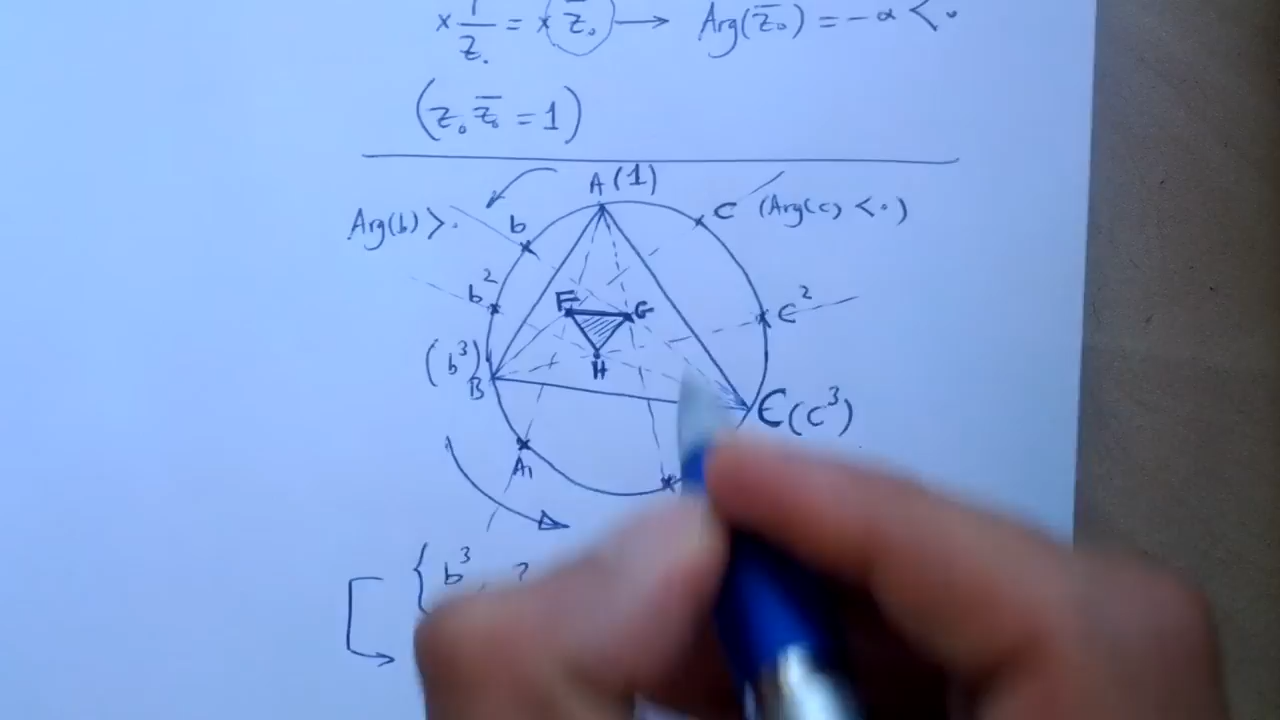 × 1/z₀ = × z̄₀ → Arg(z̄₀) = -α < 0
(z₀ z̄₀ = 1)
A (1)
Arg(b) > 0 b C (Arg(c) < 0)
b² C²
F G
(b³) B H C (c³)
A₁
{ b³